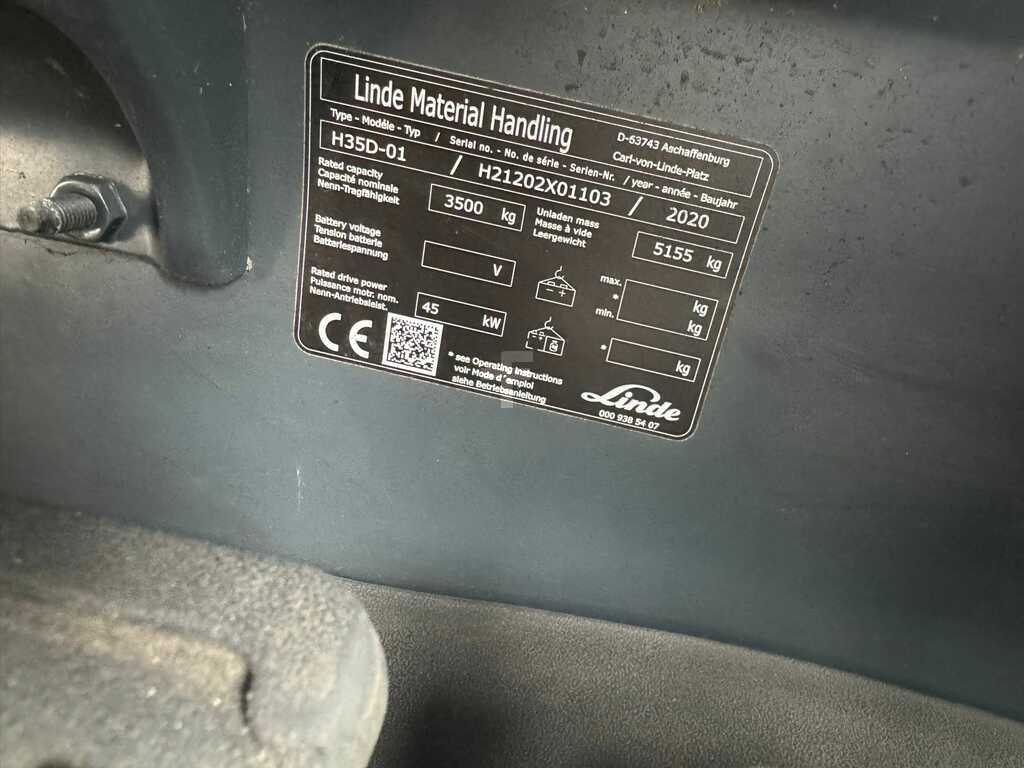 Linde Material Handling
D-63743 Aschaffenburg
Carl-von-Linde-Platz
Type - Modèle - Typ / Serial no. - No. de série - Serien-Nr. / year - année - Baujahr
H35D-01 / H21202X01103 / 2020
Rated capacity
Capacité nominale
Nenn-Tragfähigkeit
3500 kg
Unladen mass
Masse à vide
Leergewicht
5155 kg
Battery voltage
Tension batterie
Batteriespannung
V
max. kg
*
min. kg
Rated drive power
Puissance motr. nom.
Nenn-Antriebsleist.
45 kW
* kg
CE
* see Operating instructions
voir Mode d'emploi
siehe Betriebsanleitung
Linde
000 938 54 07